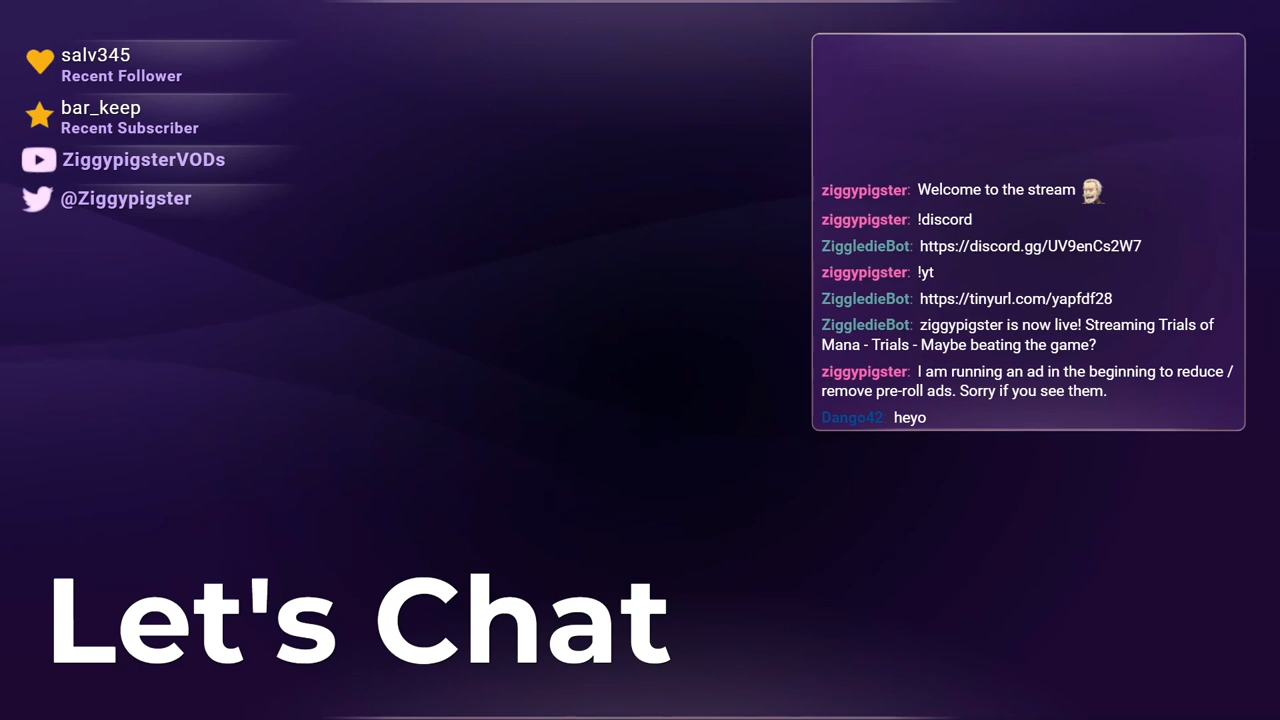 salv345
Recent Follower
bar_keep
Recent Subscriber
ZiggypigsterVODs
@Ziggypigster
ziggypigster: Welcome to the stream
ziggypigster: !discord
ZiggledieBot: https://discord.gg/UV9enCs2W7
ziggypigster: !yt
ZiggledieBot: https://tinyurl.com/yapfdf28
ZiggledieBot: ziggypigster is now live! Streaming Trials of
Mana - Trials - Maybe beating the game?
ziggypigster: I am running an ad in the beginning to reduce /
remove pre-roll ads. Sorry if you see them.
Dango42: heyo
Let's Chat